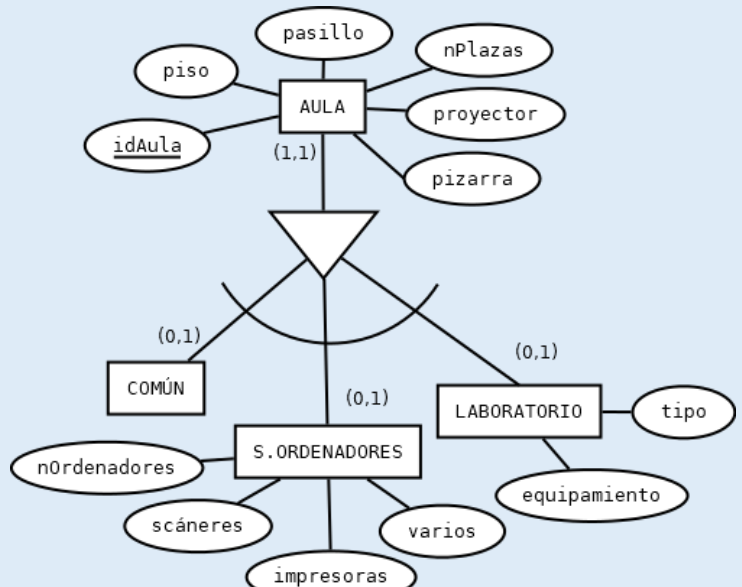 pasillo
nPlazas
piso
AULA
proyector
idAula
(1,1)
pizarra
(0,1)
(0,1)
COMÚN
(0,1)
LABORATORIO
tipo
S.ORDENADORES
nOrdenadores
equipamiento
scáneres
varios
impresoras